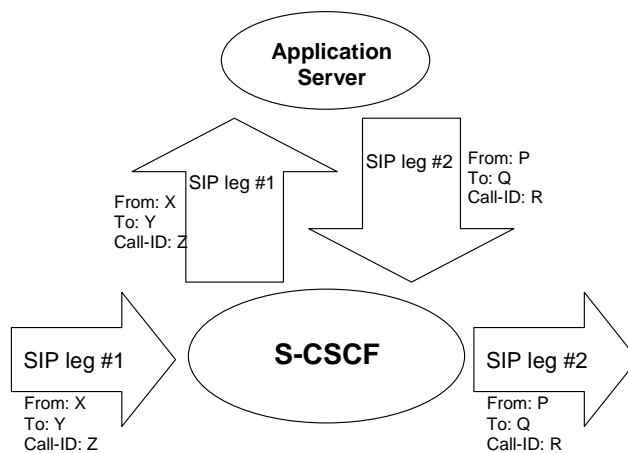 Application
Server
SIP leg #1
From: X
To: Y
Call-ID: Z
SIP leg #2
From: P
To: Q
Call-ID: R
SIP leg #1
From: X
To: Y
Call-ID: Z
S-CSCF
SIP leg #2
From: P
To: Q
Call-ID: R